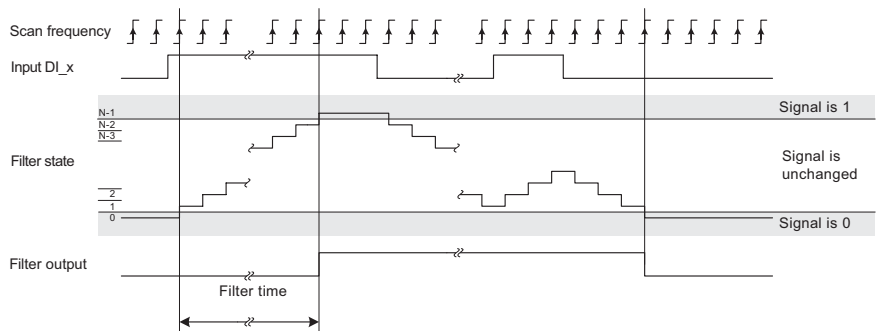 Scan frequency
Input DI_x
N-1
Signal is 1
N-2
N-3
Filter state
Signal is
unchanged
2
1
0
Signal is 0
Filter output
Filter time